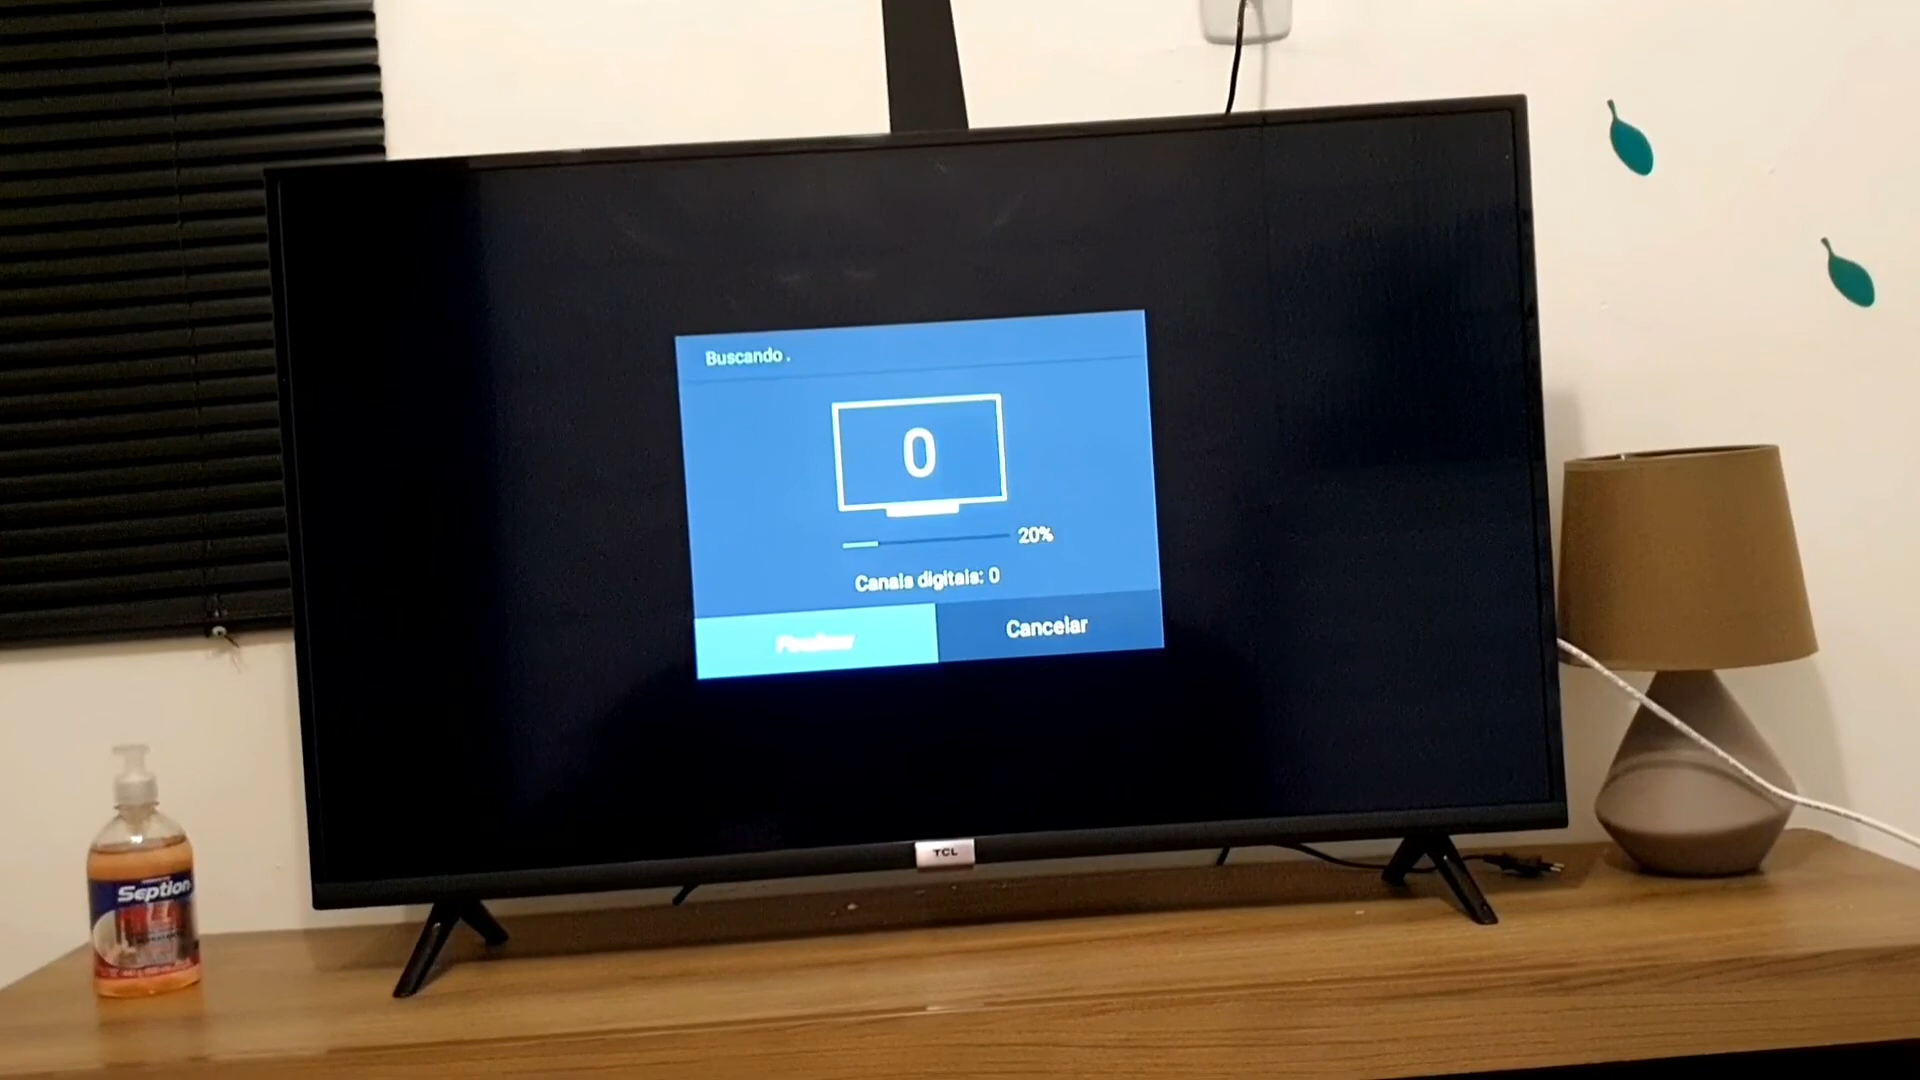 Buscando .
0
20%
Canais digitais: 0
Cancelar
TCL
Seption